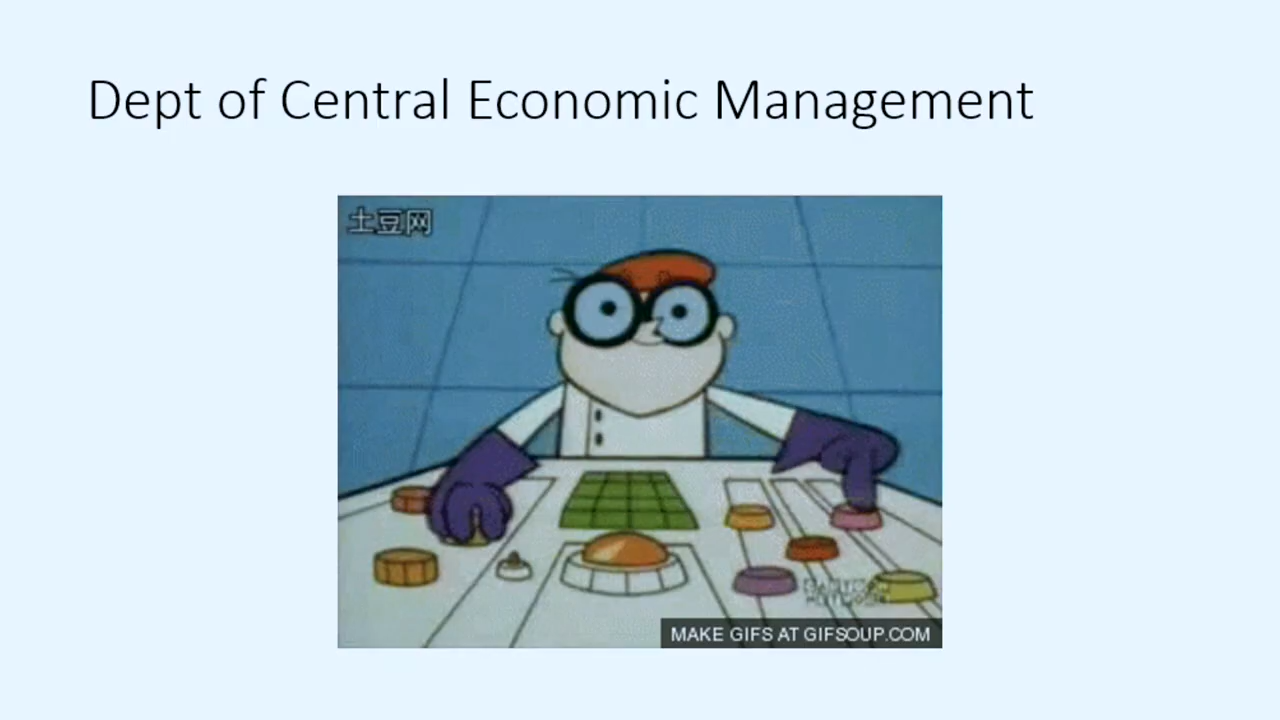 Dept of Central Economic Management
土豆网
MAKE GIFS AT GIFSOUP.COM